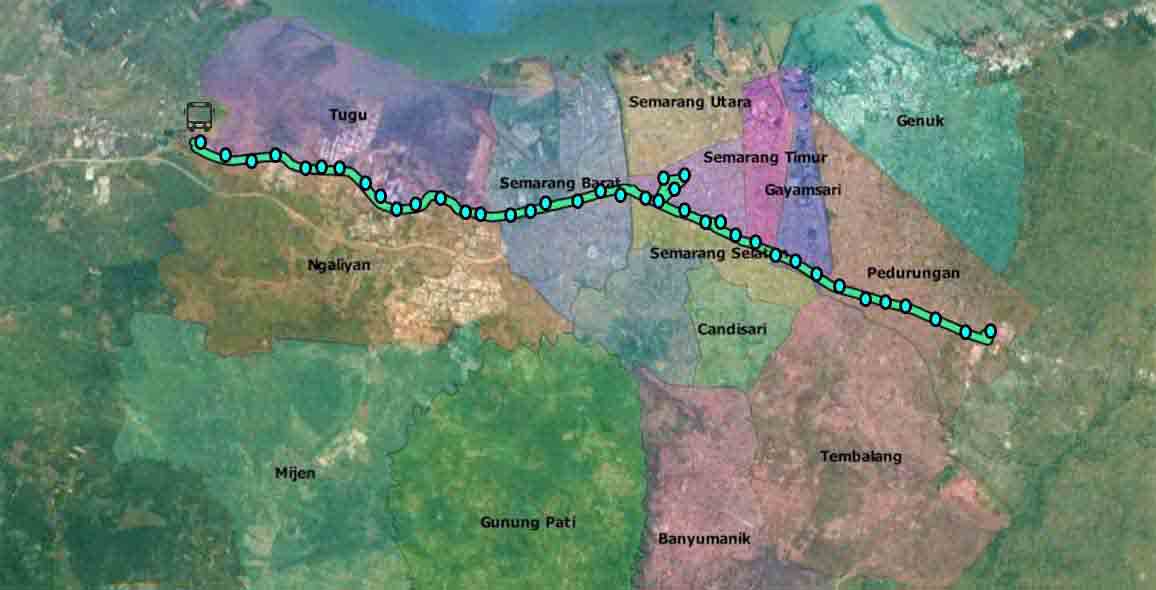 Semarang Utara
Tugu
Genuk
Semarang Timur
Semarang Barat
Gayamsari
Semarang Selatan
Ngaliyan
Pedurungan
Candisari
Tembalang
Mijen
Gunung Pati
Banyumanik